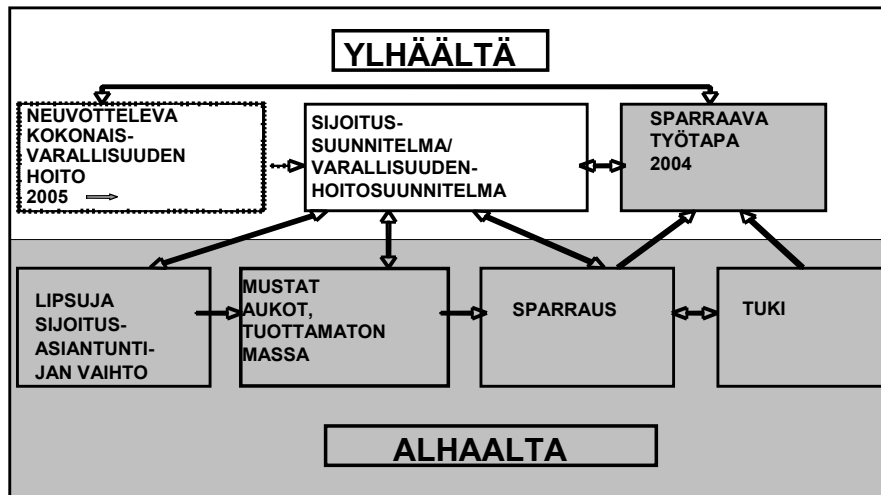 YLHÄÄLTÄ
NEUVOTTELEVA
KOKONAIS-
VARALLISUUDEN
HOITO
2005
SIJOITUS-
SUUNNITELMA/
VARALLISUUDEN-
HOITOSUUNNITELMA
SPARRAAVA
TYÖTAPA
2004
LIPSUJA
SIJOITUS-
ASIANTUNTI-
JAN VAIHTO
MUSTAT
AUKOT,
TUOTTAMATON
MASSA
SPARRAUS
TUKI
ALHAALTA